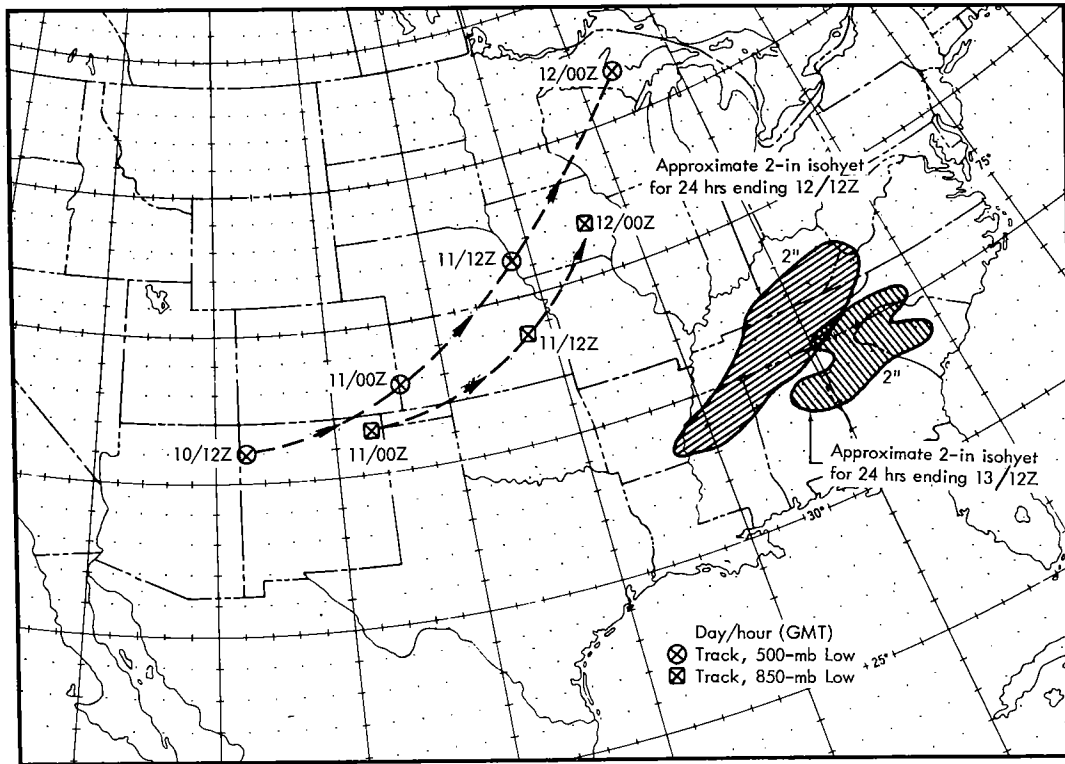 12/00Z
75°
Approximate 2-in isohyet
for 24 hrs ending 12/12Z
12/00Z
11/12Z
2"
11/12Z
11/00Z
2"
10/12Z
11/00Z
Approximate 2-in isohyet
for 24 hrs ending 13/12Z
30°
Day/hour (GMT)
Track, 500-mb Low
Track, 850-mb Low
25°